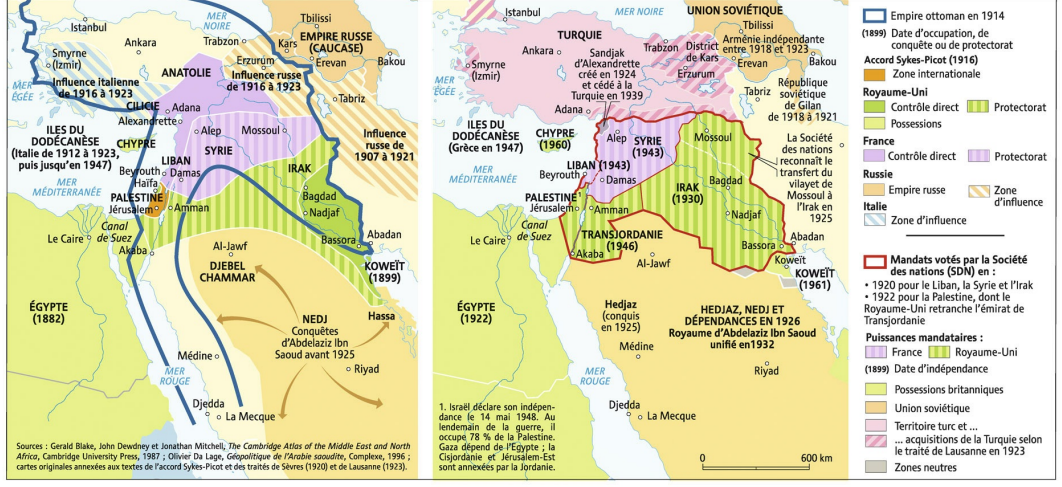 MER
NOIRE
Istanbul
Ankara
Trabzon
Tbilissi
EMPIRE RUSSE
(CAUCASE)
Kars
Erevan
Bakou
Smyrne
(Izmir)
Erzurum
Influence italienne
de 1916 à 1923
ANATOLIE
Influence russe
de 1916 à 1923
MER
ÉGÉE
Tabriz
CILICIE
Adana
Alexandrette
ILES DU
DODÉCANÈSE
(Italie de 1912 à 1923,
puis jusqu'en 1947)
CHYPRE
Alep
Mossoul
SYRIE
Influence
russe de
1907 à 1921
LIBAN
Beyrouth
Damas
Haïfa
IRAK
MER
MÉDITERRANÉE
PALESTINE
Jérusalem
Amman
Bagdad
Nadjaf
Canal
de Suez
Le Caire
Akaba
Bassora
Abadan
Al-Jawf
DJEBEL
CHAMMAR
KOWEÏT
(1899)
ÉGYPTE
(1882)
Hassa
NEDJ
Conquêtes
d'Abdelaziz Ibn
Saoud avant 1925
Médine
Riyad
MER
ROUGE
Djedda
La Mecque
Sources : Gerald Blake, John Dewdney et Jonathan Mitchell, The Cambridge Atlas of the Middle East and North
Africa, Cambridge University Press, 1987 ; Olivier Da Lage, Géopolitique de l'Arabie saoudite, Complexe, 1996 ;
cartes originales annexées aux textes de l'accord Sykes-Picot et des traités de Sèvres (1920) et de Lausanne (1923).
Istanbul
MER NOIRE
UNION SOVIÉTIQUE
Tbilissi
TURQUIE
Ankara
Trabzon
District
de Kars
Arménie indépendante
entre 1918 et 1923
Erevan
Bakou
Smyrne
(Izmir)
Sandjak
d'Alexandrette
créé en 1924
et cédé à la
Turquie en 1939
Erzurum
MER
ÉGÉE
Tabriz
République
soviétique
de Gilan
de 1918 à 1921
Adana
ILES DU
DODÉCANÈSE
(Grèce en 1947)
CHYPRE
(1960)
Alep
SYRIE
(1943)
Mossoul
La Société
des nations
reconnaît le
transfert du
vilayet de
Mossoul à
l'Irak en
1925
LIBAN (1943)
Beyrouth
Damas
MER
MÉDITERRANÉE
IRAK
(1930)
Bagdad
PALESTINE1
Jérusalem
Amman
Nadjaf
Canal
de Suez
Le Caire
TRANSJORDANIE
(1946)
Akaba
Bassora
Abadan
Al-Jawf
Koweït
KOWEÏT
(1961)
ÉGYPTE
(1922)
Hedjaz
(conquis
en 1925)
HEDJAZ, NEDJ ET
DÉPENDANCES EN 1926
Royaume d'Abdelaziz Ibn Saoud
unifié en1932
Médine
Riyad
MER
ROUGE
Djedda
La Mecque
1. Israël déclare son indépen-
dance le 14 mai 1948. Au
lendemain de la guerre, il
occupe 78 % de la Palestine.
Gaza dépend de l'Egypte ; la
Cisjordanie et Jérusalem-Est
sont annexées par la Jordanie.
0 600 km
Empire ottoman en 1914
(1899) Date d'occupation, de
conquête ou de protectorat
Accord Sykes-Picot (1916)
Zone internationale
Royaume-Uni
Contrôle direct Protectorat
Possessions
France
Contrôle direct Protectorat
Russie
Empire russe Zone
d'influence
Italie
Zone d'influence
Mandats votés par la Société
des nations (SDN) en :
• 1920 pour le Liban, la Syrie et l'Irak
• 1922 pour la Palestine, dont le
Royaume-Uni retranche l'émirat de
Transjordanie
Puissances mandataires :
France Royaume-Uni
(1899) Date d'indépendance
Possessions britanniques
Union soviétique
Territoire turc et ...
... acquisitions de la Turquie selon
le traité de Lausanne en 1923
Zones neutres